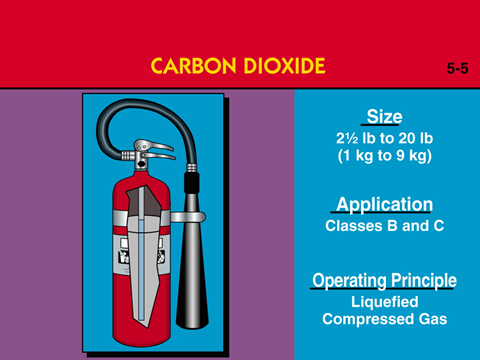 CARBON DIOXIDE
5-5
Size
2½ lb to 20 lb
(1 kg to 9 kg)
Application
Classes B and C
Operating Principle
Liquefied
Compressed Gas